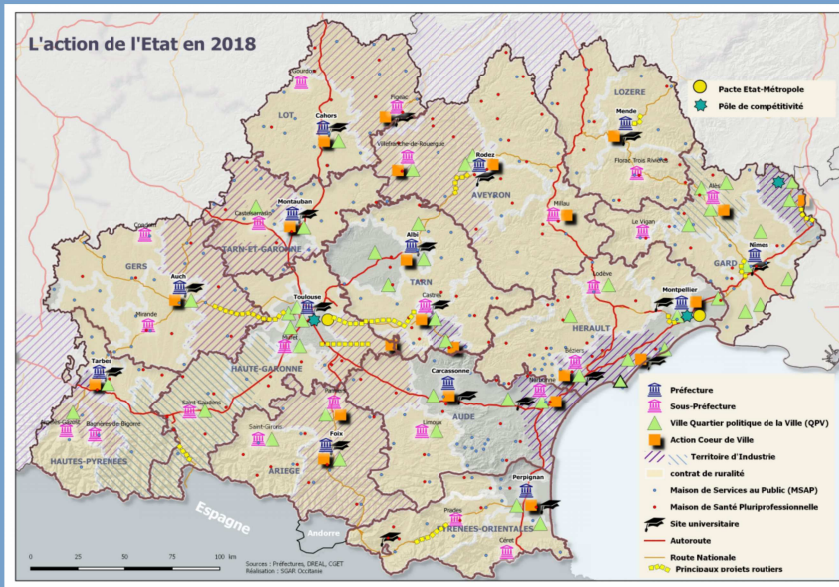 L'action de l'Etat en 2018
Pacte Etat-Métropole
Pôle de compétitivité
Gourdon
LOT
Figeac
Cahors
LOZERE
Mende
Villefranche-de-Rouergue
Rodez
Florac Trois Rivières
AVEYRON
Alès
Montauban
Castelsarrasin
Millau
TARN-ET-GARONNE
Le Vigan
Condom
Albi
Nîmes
GERS
GARD
Auch
TARN
Lodève
Toulouse
Castres
Montpellier
Mirande
HERAULT
Muret
Béziers
HAUTE-GARONNE
Tarbes
Carcassonne
Narbonne
Pamiers
Saint-Gaudens
AUDE
Argelès-Gazost
Bagnères-de-Bigorre
Saint-Girons
Foix
Limoux
HAUTES-PYRENEES
ARIEGE
Perpignan
Espagne
Prades
PYRENEES-ORIENTALES
Andorre
Céret
Préfecture
Sous-Préfecture
Ville Quartier politique de la Ville (QPV)
Action Coeur de Ville
Territoire d'Industrie
contrat de ruralité
Maison de Services au Public (MSAP)
Maison de Santé Pluriprofessionnelle
Site universitaire
Autoroute
Route Nationale
Principaux projets routiers
0 25 50 75 100 km
Sources : Préfectures, DREAL, CGET
Réalisation : SGAR Occitanie